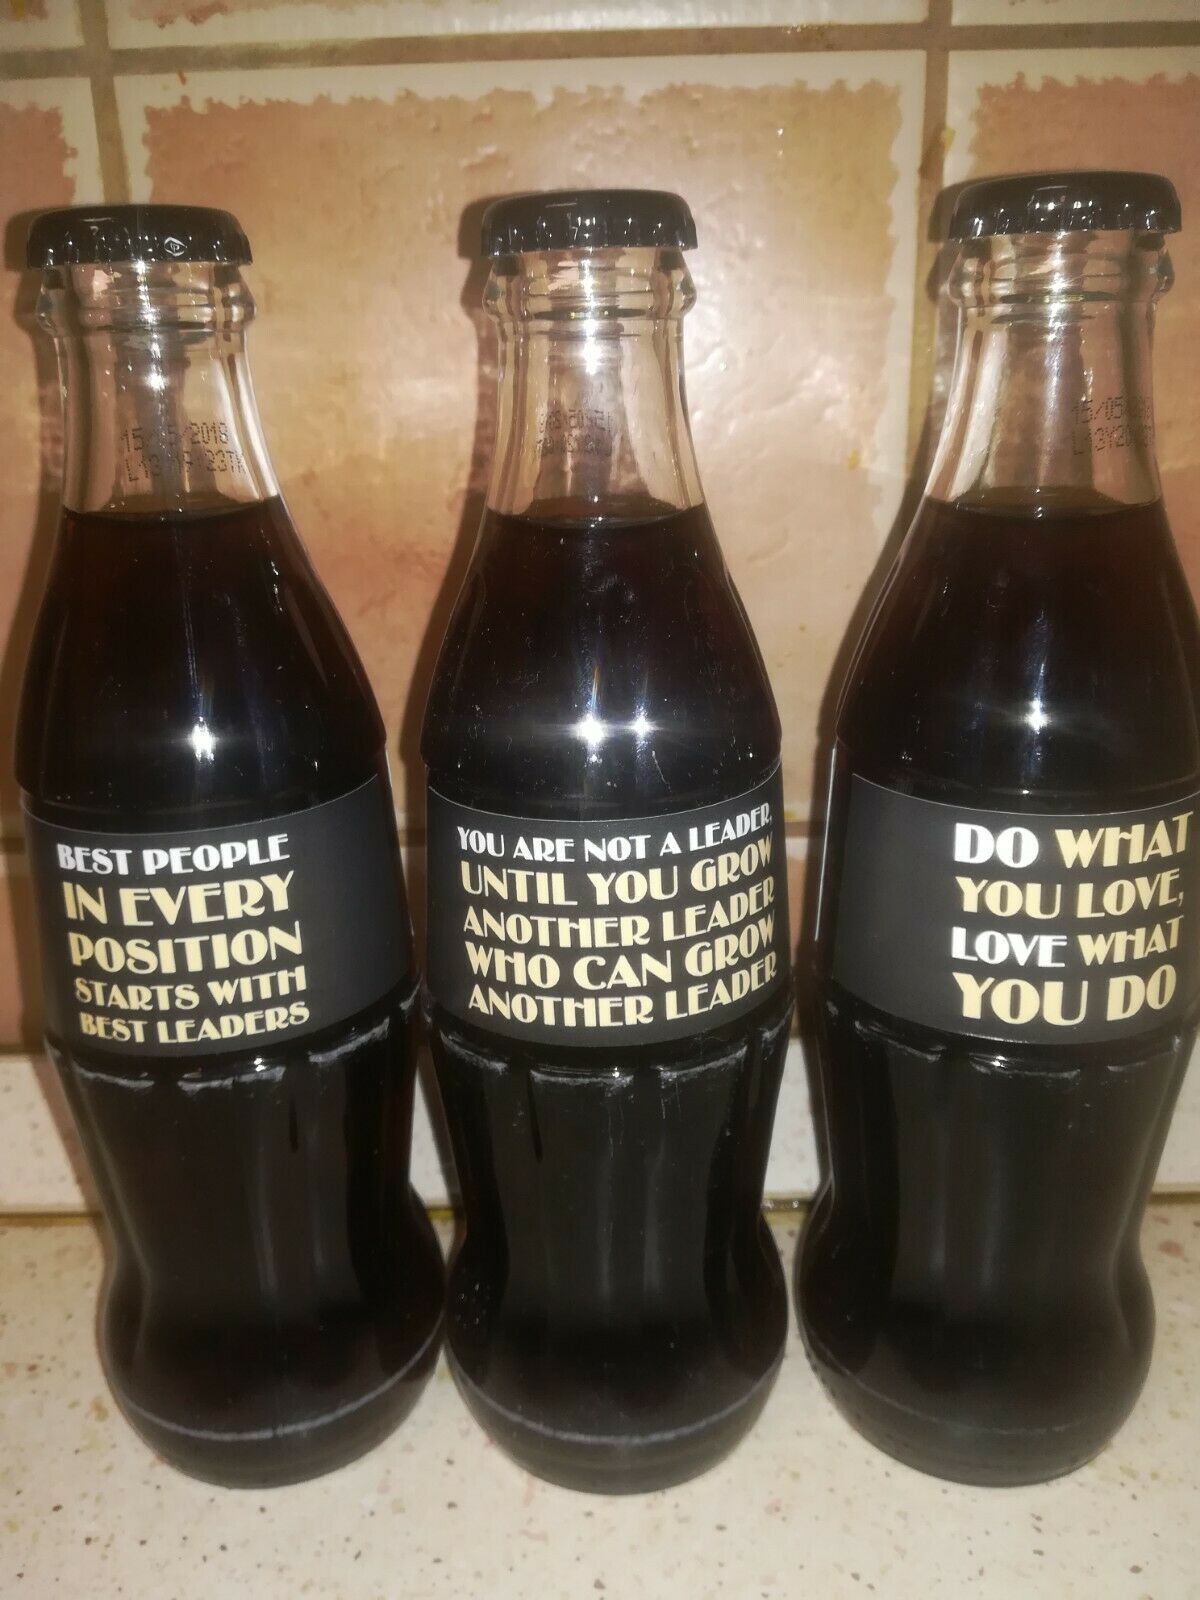 BEST PEOPLE
IN EVERY
POSITION
STARTS WITH
BEST LEADERS
YOU ARE NOT A LEADER,
UNTIL YOU GROW
ANOTHER LEADER
WHO CAN GROW
ANOTHER LEADER
DO WHAT
YOU LOVE,
LOVE WHAT
YOU DO